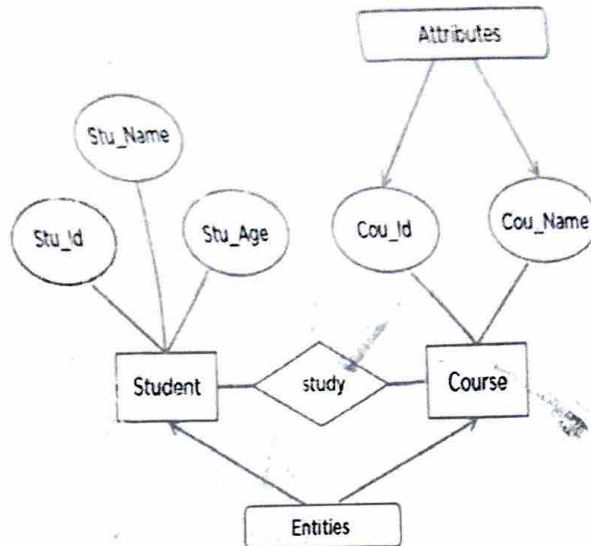 Attributes
Stu_Name
Stu_Id
Stu_Age
Cou_Id
Cou_Name
Student
study
Course
Entities